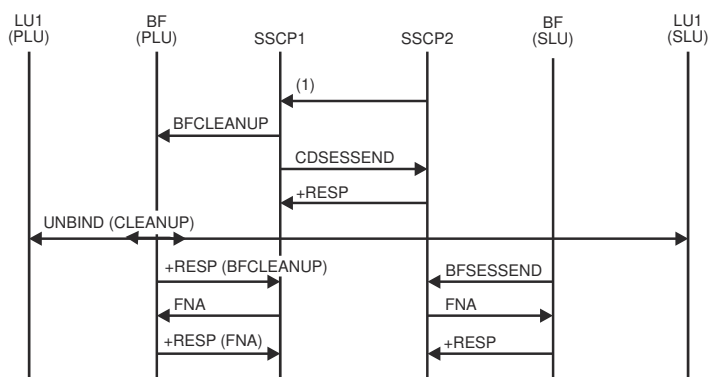 LU1
(PLU)
BF
(PLU)
SSCP1
SSCP2
BF
(SLU)
LU1
(SLU)
(1)
BFCLEANUP
CDSESSEND
+RESP
UNBIND (CLEANUP)
+RESP (BFCLEANUP)
BFSESSEND
FNA
FNA
+RESP (FNA)
+RESP